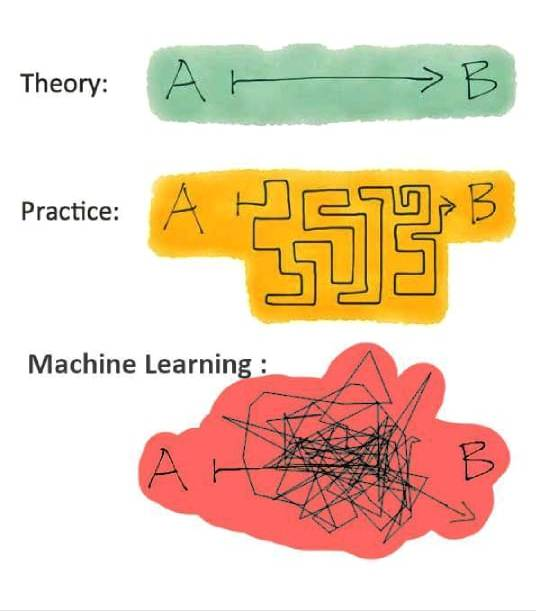 Theory: A B
Practice: A B
Machine Learning :
A B